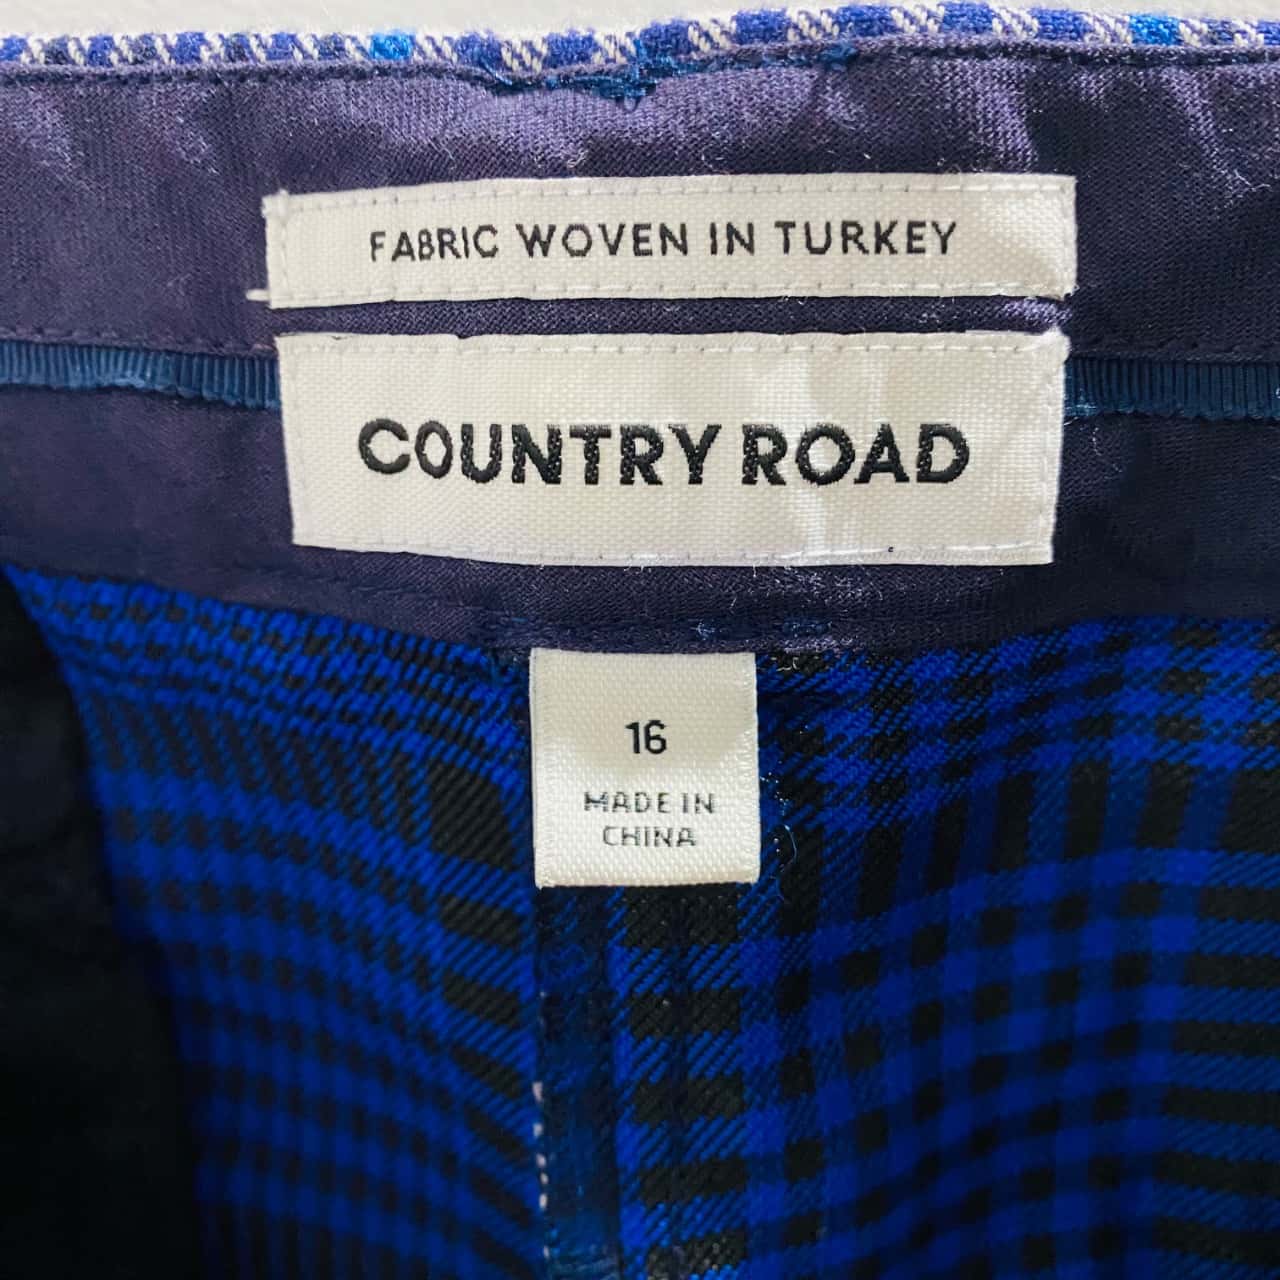 FABRIC WOVEN IN TURKEY
COUNTRY ROAD
16
MADE IN
CHINA